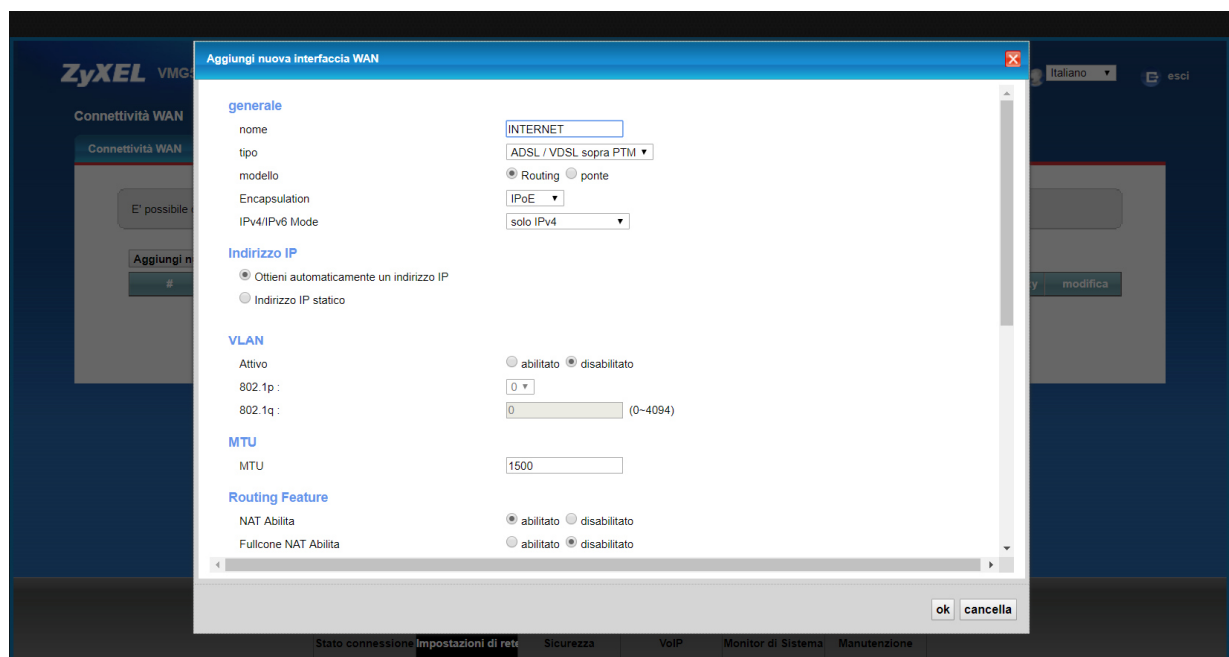 Aggiungi nuova interfaccia WAN
ZyXEL VMG
Italiano
esci
Connettività WAN
Connettività WAN
E' possibile
Aggiungi
#
modifica
generale
nome INTERNET
tipo ADSL / VDSL sopra PTM
modello Routing ponte
Encapsulation IPoE
IPv4/IPv6 Mode solo IPv4
Indirizzo IP
Ottieni automaticamente un indirizzo IP
Indirizzo IP statico
VLAN
Attivo abilitato disabilitato
802.1p : 0
802.1q : 0 (0~4094)
MTU
MTU 1500
Routing Feature
NAT Abilita abilitato disabilitato
Fullcone NAT Abilita abilitato disabilitato
ok cancella
Stato connessione Impostazioni di rete Sicurezza VoIP Monitor di Sistema Manutenzione